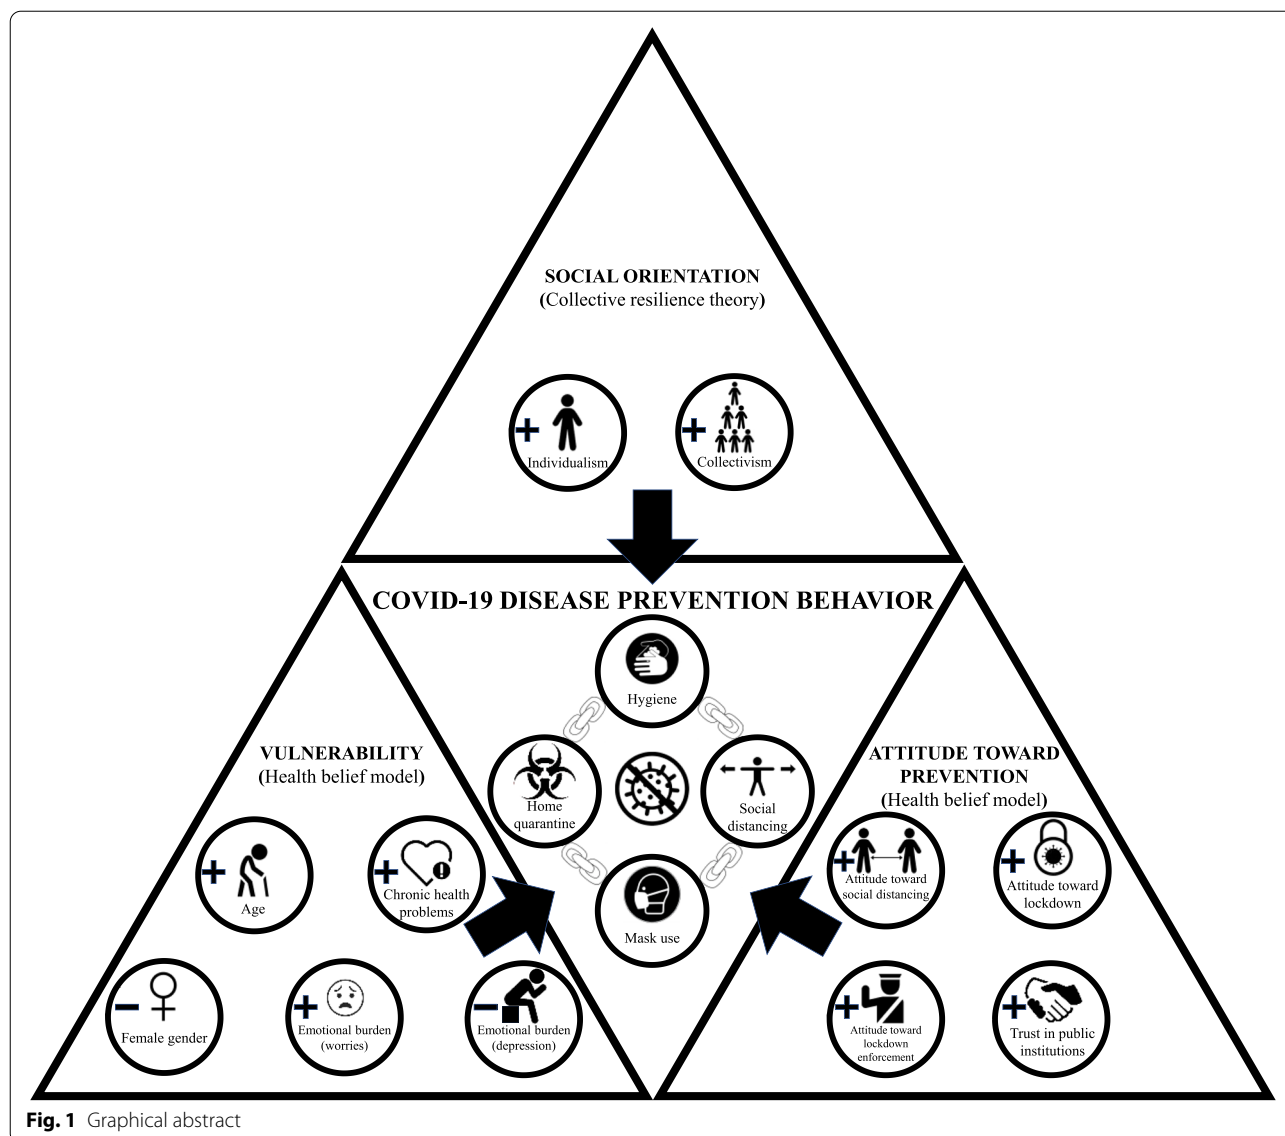 SOCIAL ORIENTATION
(Collective resilience theory)
+
Individualism
+
Collectivism
COVID-19 DISEASE PREVENTION BEHAVIOR
Hygiene
Home
quarantine
Social
distancing
Mask use
VULNERABILITY
(Health belief model)
+
Age
+
Chronic health
problems
−
Female gender
+
Emotional burden
(worries)
−
Emotional burden
(depression)
ATTITUDE TOWARD
PREVENTION
(Health belief model)
+
Attitude toward
social distancing
+
Attitude toward
lockdown
+
Attitude toward
lockdown
enforcement
+
Trust in public
institutions
Fig. 1 Graphical abstract